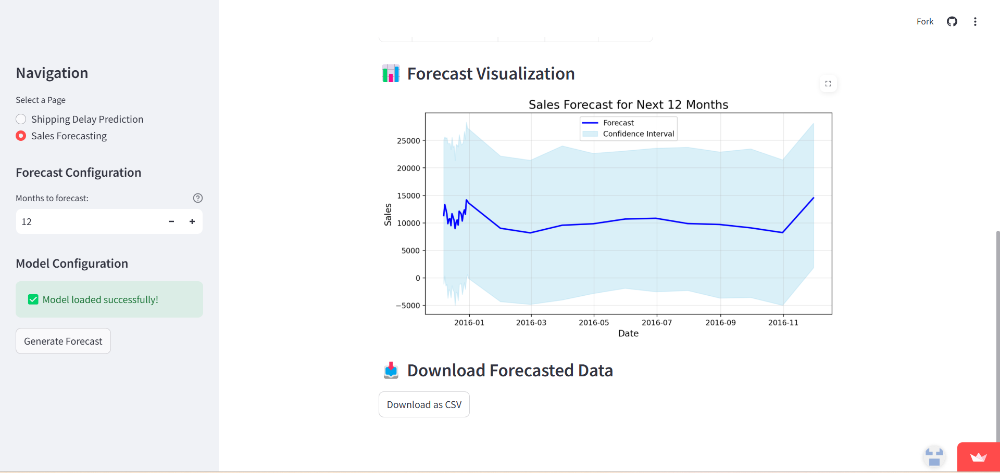 Fork
Navigation
Select a Page
Shipping Delay Prediction
Sales Forecasting
Forecast Configuration
Months to forecast:
12
Model Configuration
Model loaded successfully!
Generate Forecast
Forecast Visualization
Sales Forecast for Next 12 Months
Forecast
Confidence Interval
25000
20000
15000
10000
5000
0
−5000
Sales
2016-01 2016-03 2016-05 2016-07 2016-09 2016-11
Date
Download Forecasted Data
Download as CSV